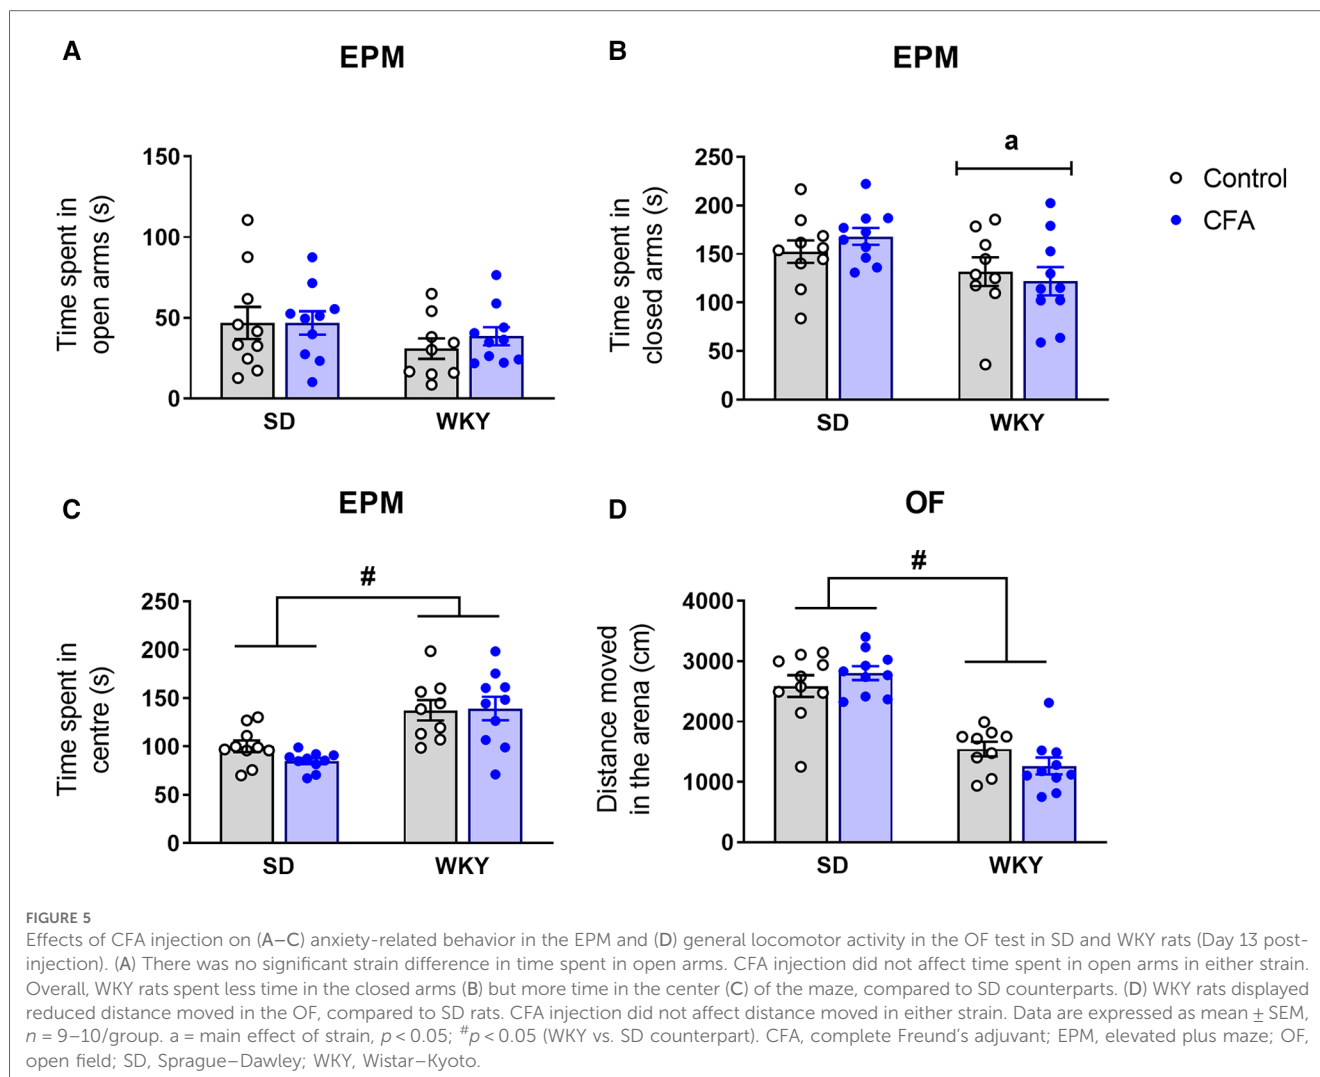 A
EPM
Time spent in
open arms (s)
150
100
50
0
SD
WKY
B
EPM
Time spent in
closed arms (s)
250
200
150
100
50
0
a
SD
WKY
Control
CFA
C
EPM
Time spent in
centre (s)
250
200
150
100
50
0
#
SD
WKY
D
OF
Distance moved
in the arena (cm)
4000
3000
2000
1000
0
#
SD
WKY
FIGURE 5
Effects of CFA injection on (A–C) anxiety-related behavior in the EPM and (D) general locomotor activity in the OF test in SD and WKY rats (Day 13 post-
injection). (A) There was no significant strain difference in time spent in open arms. CFA injection did not affect time spent in open arms in either strain.
Overall, WKY rats spent less time in the closed arms (B) but more time in the center (C) of the maze, compared to SD counterparts. (D) WKY rats displayed
reduced distance moved in the OF, compared to SD rats. CFA injection did not affect distance moved in either strain. Data are expressed as mean ± SEM,
n = 9–10/group. a = main effect of strain, p < 0.05; #p < 0.05 (WKY vs. SD counterpart). CFA, complete Freund's adjuvant; EPM, elevated plus maze; OF,
open field; SD, Sprague–Dawley; WKY, Wistar–Kyoto.